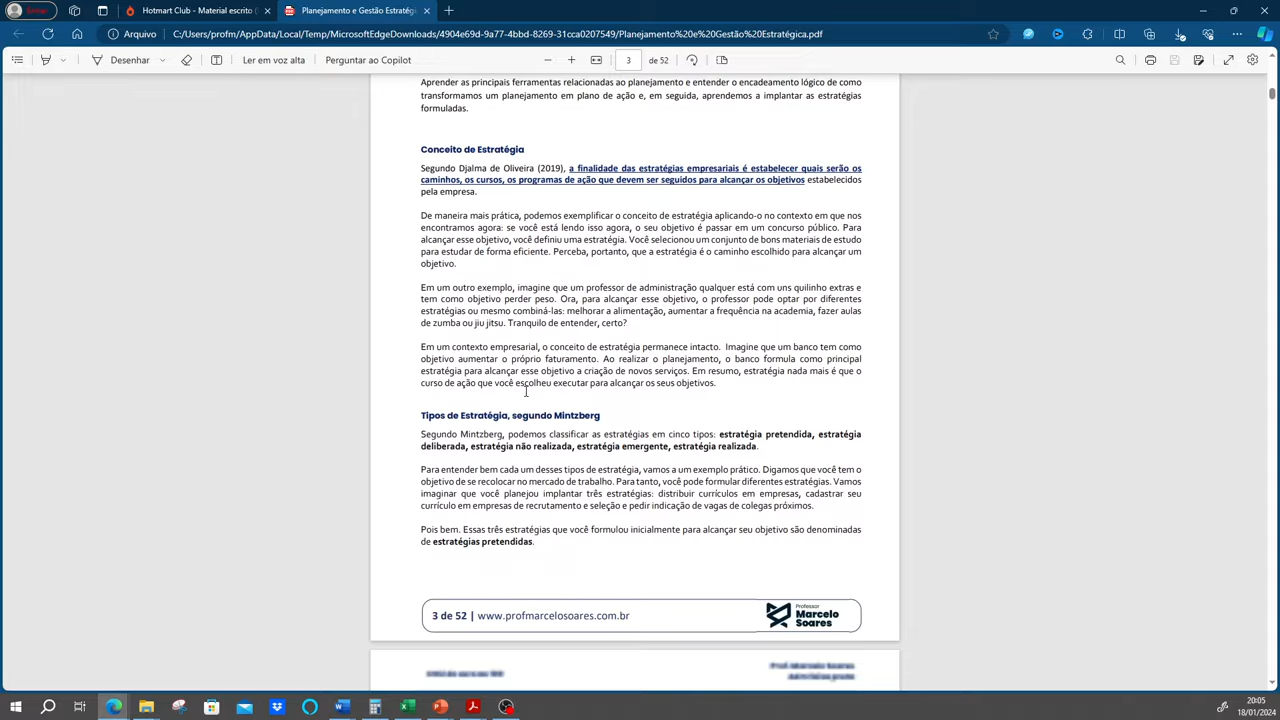 Hotmart Club - Material escrito (
Planejamento e Gestão Estratégi
Arquivo
C:/Users/profm/AppData/Local/Temp/MicrosoftEdgeDownloads/4904e69d-9a77-4bbd-8269-31cca0207549/Planejamento%20e%20Gestão%20Estratégica.pdf
Desenhar
Ler em voz alta
Perguntar ao Copilot
3 de 52
Aprender as principais ferramentas relacionadas ao planejamento e entender o encadeamento lógico de como
transformamos um planejamento em plano de ação e, em seguida, aprendemos a implantar as estratégias
formuladas.
Conceito de Estratégia
Segundo Djalma de Oliveira (2019), a finalidade das estratégias empresariais é estabelecer quais serão os
caminhos, os cursos, os programas de ação que devem ser seguidos para alcançar os objetivos estabelecidos
pela empresa.
De maneira mais prática, podemos exemplificar o conceito de estratégia aplicando-o no contexto em que nos
encontramos agora: se você está lendo isso agora, o seu objetivo é passar em um concurso público. Para
alcançar esse objetivo, você definiu uma estratégia. Você selecionou um conjunto de bons materiais de estudo
para estudar de forma eficiente. Perceba, portanto, que a estratégia é o caminho escolhido para alcançar um
objetivo.
Em um outro exemplo, imagine que um professor de administração qualquer está com uns quilinho extras e
tem como objetivo perder peso. Ora, para alcançar esse objetivo, o professor pode optar por diferentes
estratégias ou mesmo combiná-las: melhorar a alimentação, aumentar a frequência na academia, fazer aulas
de zumba ou jiu jitsu. Tranquilo de entender, certo?
Em um contexto empresarial, o conceito de estratégia permanece intacto. Imagine que um banco tem como
objetivo aumentar o próprio faturamento. Ao realizar o planejamento, o banco formula como principal
estratégia para alcançar esse objetivo a criação de novos serviços. Em resumo, estratégia nada mais é que o
curso de ação que você escolheu executar para alcançar os seus objetivos.
Tipos de Estratégia, segundo Mintzberg
Segundo Mintzberg, podemos classificar as estratégias em cinco tipos: estratégia pretendida, estratégia
deliberada, estratégia não realizada, estratégia emergente, estratégia realizada.
Para entender bem cada um desses tipos de estratégia, vamos a um exemplo prático. Digamos que você tem o
objetivo de se recolocar no mercado de trabalho. Para tanto, você pode formular diferentes estratégias. Vamos
imaginar que você planejou implantar três estratégias: distribuir currículos em empresas, cadastrar seu
currículo em empresas de recrutamento e seleção e pedir indicação de vagas de colegas próximos.
Pois bem. Essas três estratégias que você formulou inicialmente para alcançar seu objetivo são denominadas
de estratégias pretendidas.
3 de 52 | www.profmarcelosoares.com.br
Professor
Marcelo
Soares
20:05
18/01/2024